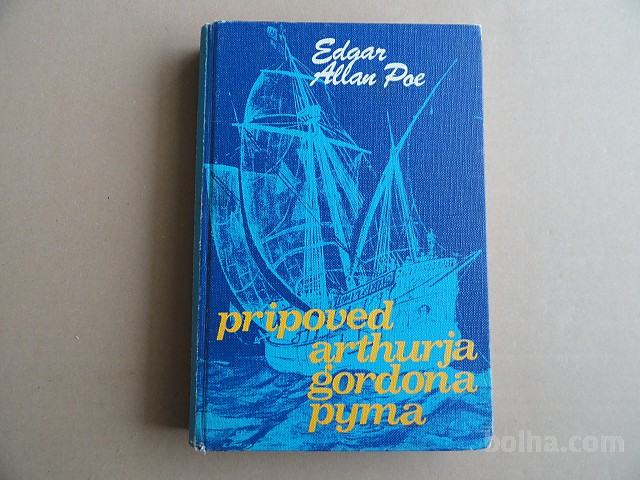 Edgar
Allan Poe
pripoved
arthurja
gordona
pyma
bolha.com